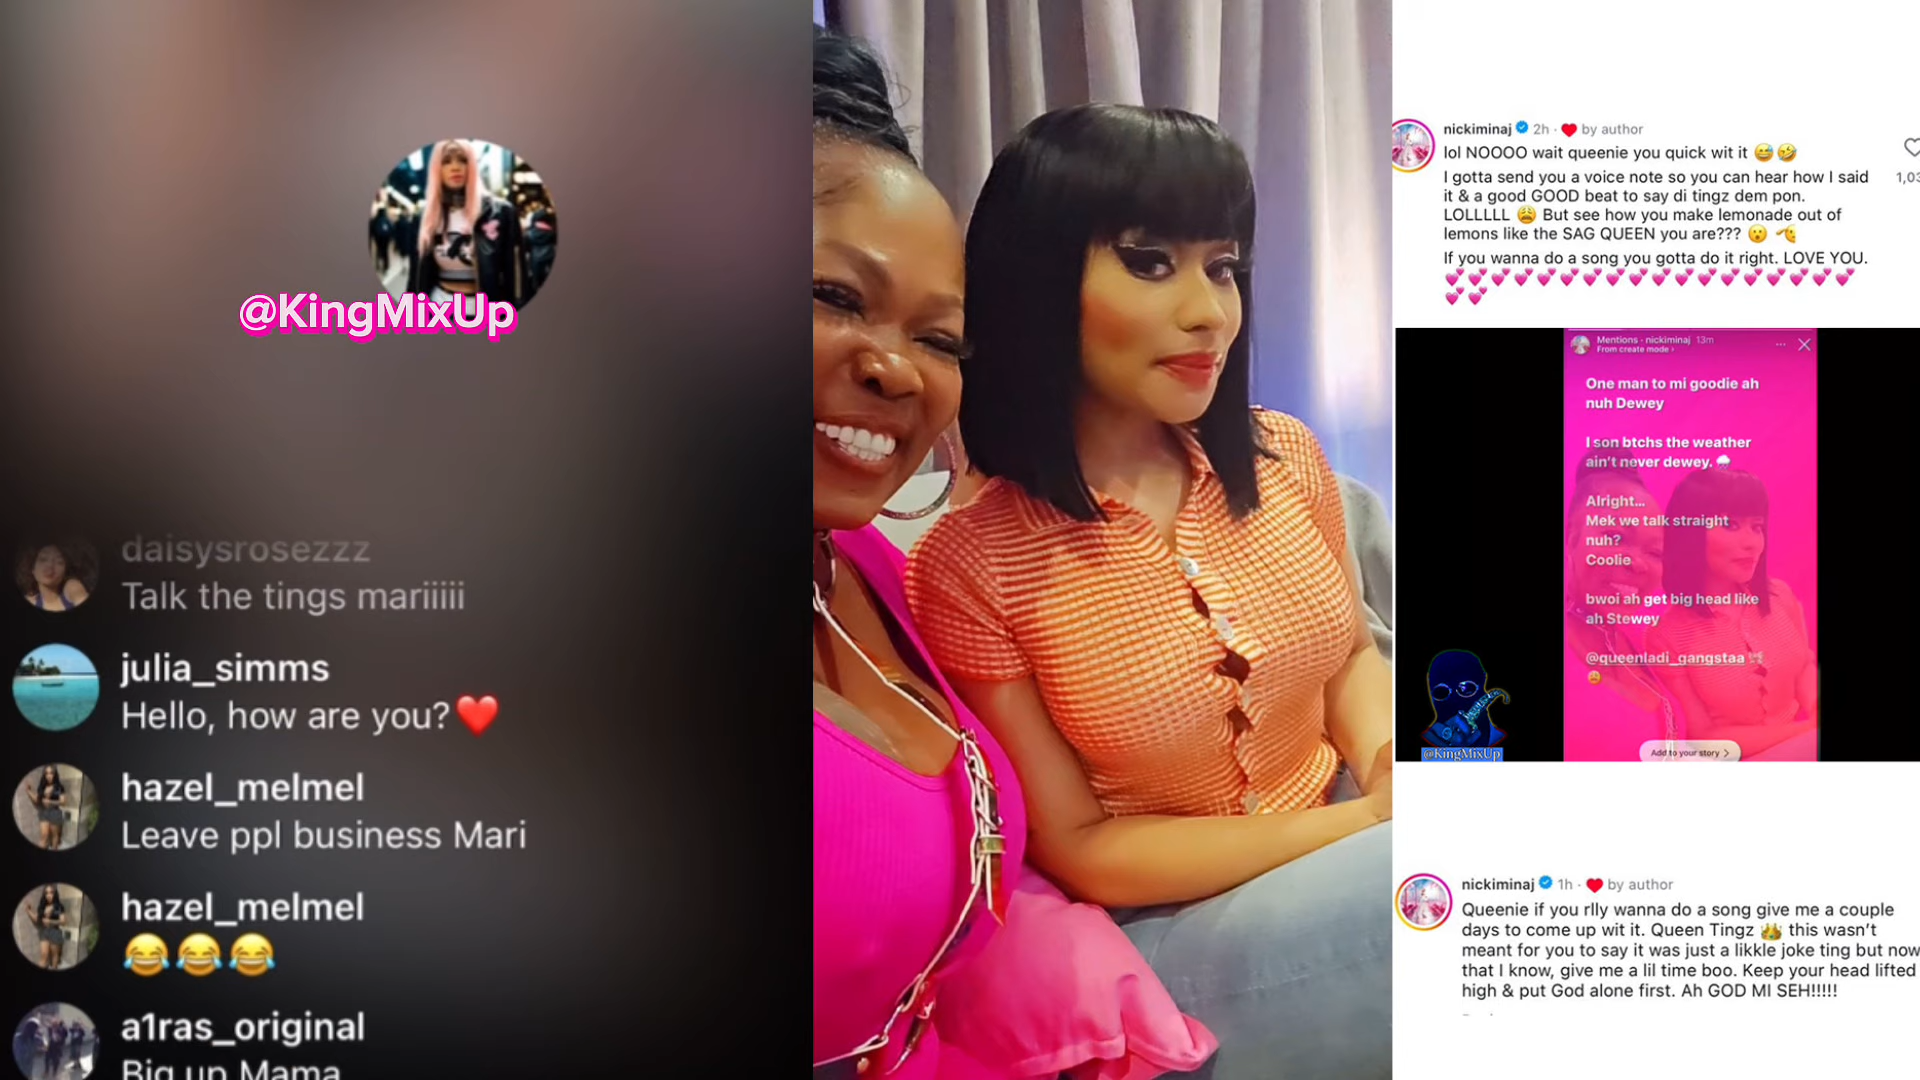 @KingMixUp
daisysrosezzz
Talk the tings mariiiii
julia_simms
Hello, how are you?❤️
hazel_melmel
Leave ppl business Mari
hazel_melmel
😂😂😂
a1ras_original
Big up Mama
nickiminaj 2h · ❤️ by author
lol NOOOO wait queenie you quick wit it 😅🤣
I gotta send you a voice note so you can hear how I said
it & a good GOOD beat to say di tingz dem pon.
LOLLLLL 😩 But see how you make lemonade out of
lemons like the SAG QUEEN you are??? 😮 🫳
If you wanna do a song you gotta do it right. LOVE YOU.
💕💕💕💕💕💕💕💕💕💕💕💕💕💕💕💕💕💕
💕💕
Mentions · nickiminaj 13m
From create mode ›
One man to mi goodie ah
nuh Dewey
I son btchs the weather
ain't never dewey. 🌧️
Alright...
Mek we talk straight
nuh?
Coolie
bwoi ah get big head like
ah Stewey
@queenladi_gangstaa
😩
Add to your story >
@KingMixUp
nickiminaj 1h · ❤️ by author
Queenie if you rlly wanna do a song give me a couple
days to come up wit it. Queen Tingz 👑 this wasn't
meant for you to say it was just a likkle joke ting but now
that I know, give me a lil time boo. Keep your head lifted
high & put God alone first. Ah GOD MI SEH!!!!!